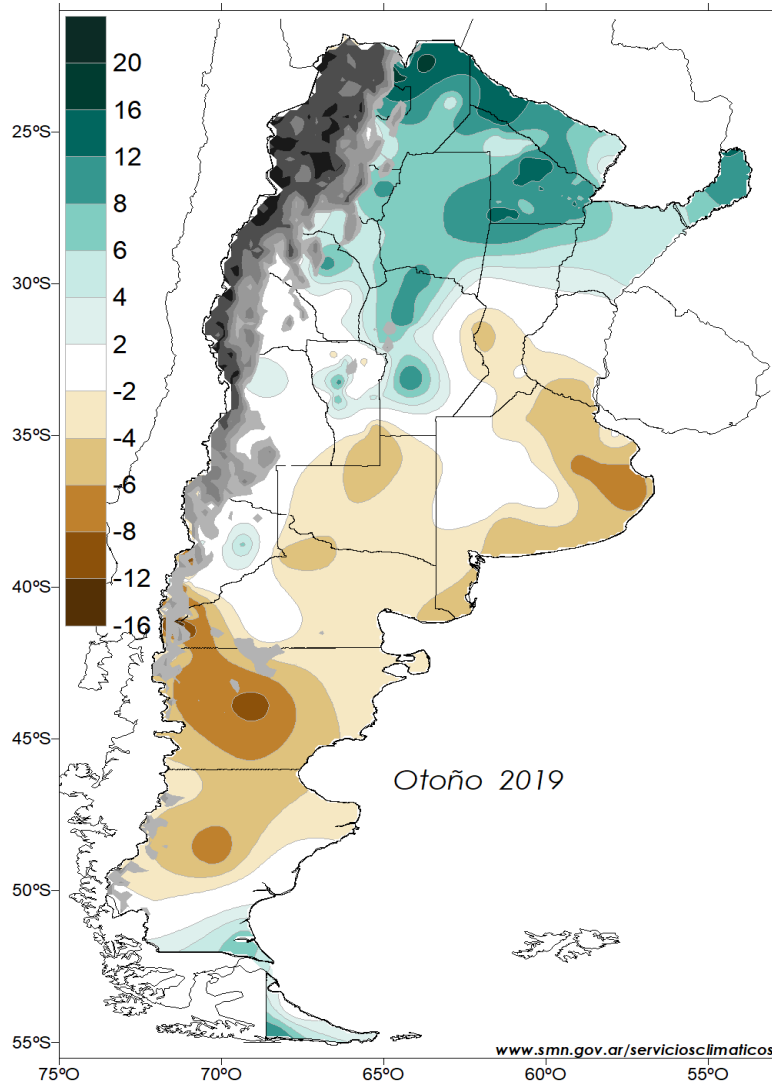 20
16
12
8
6
4
2
-2
-4
-6
-8
-12
-16
25ºS
30ºS
35ºS
40ºS
45ºS
50ºS
55ºS
Otoño 2019
www.smn.gov.ar/serviciosclimaticos
75ºO 70ºO 65ºO 60ºO 55ºO